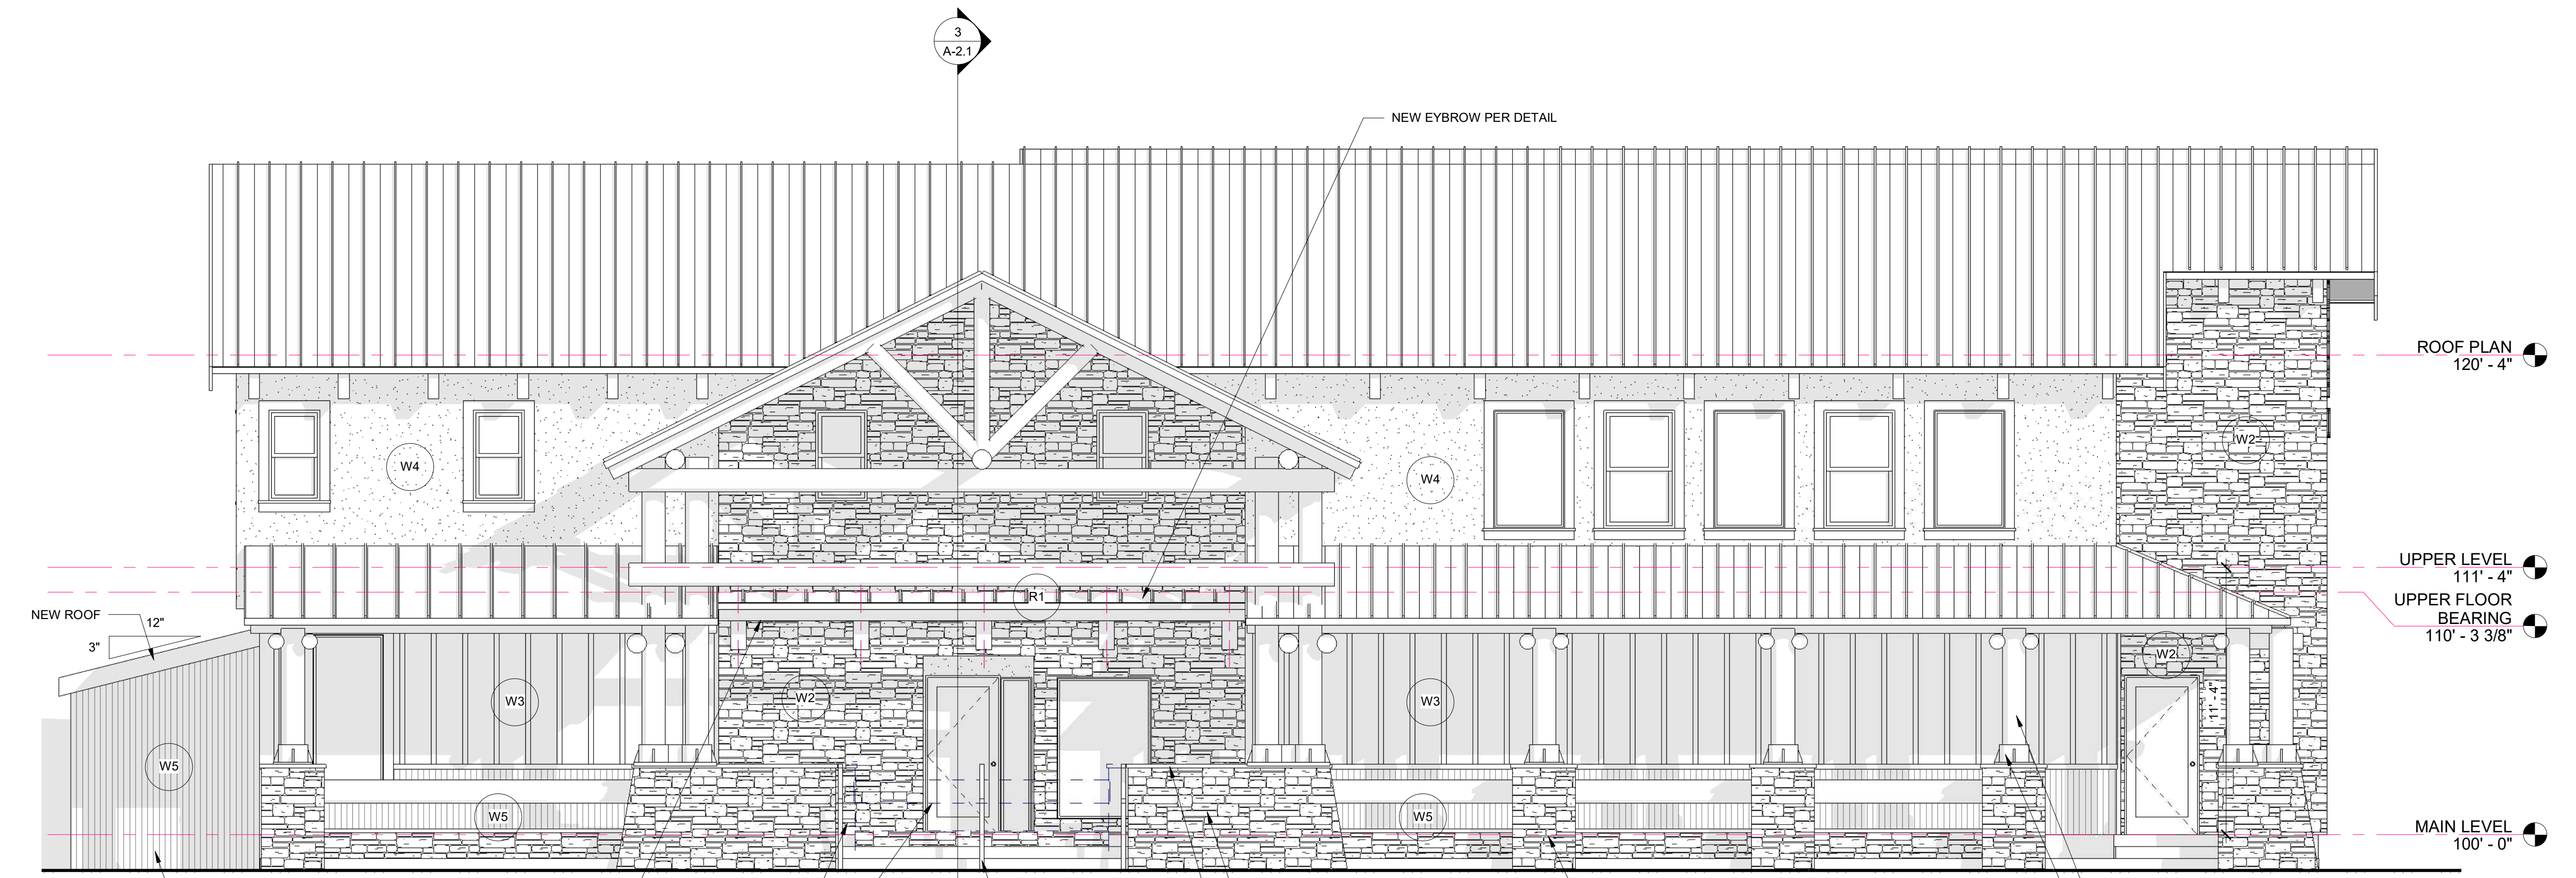 3
A-2.1
NEW EYBROW PER DETAIL
ROOF PLAN
120' - 4"
W2
W4
W4
UPPER LEVEL
111' - 4"
R1
UPPER FLOOR
BEARING
110' - 3 3/8"
NEW ROOF
12"
3"
W2
W3
W2
W3
11' - 4"
W5
W5
W5
MAIN LEVEL
100' - 0"